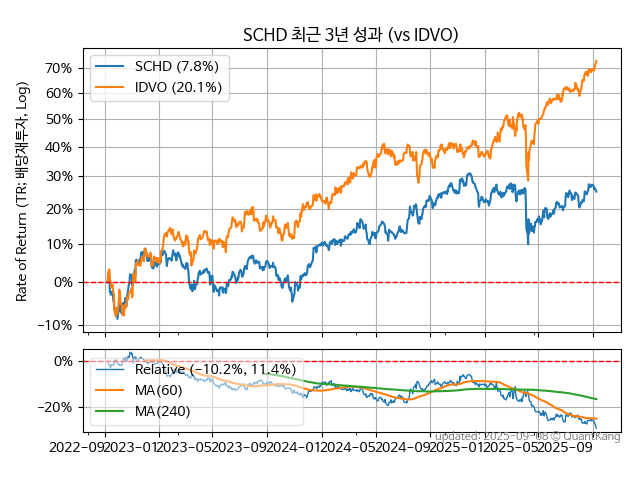 SCHD 최근 3년 성과 (vs IDVO)
Rate of Return (TR: 배당재투자, Log)
SCHD (7.8%)
IDVO (20.1%)
70%
60%
50%
40%
30%
20%
10%
0%
−10%
0%
−20%
Relative (−10.2%, 11.4%)
MA(60)
MA(240)
updated: 2025-09-08 © QuantKang
2022-09 2023-01 2023-05 2023-09 2024-01 2024-05 2024-09 2025-01 2025-05 2025-09